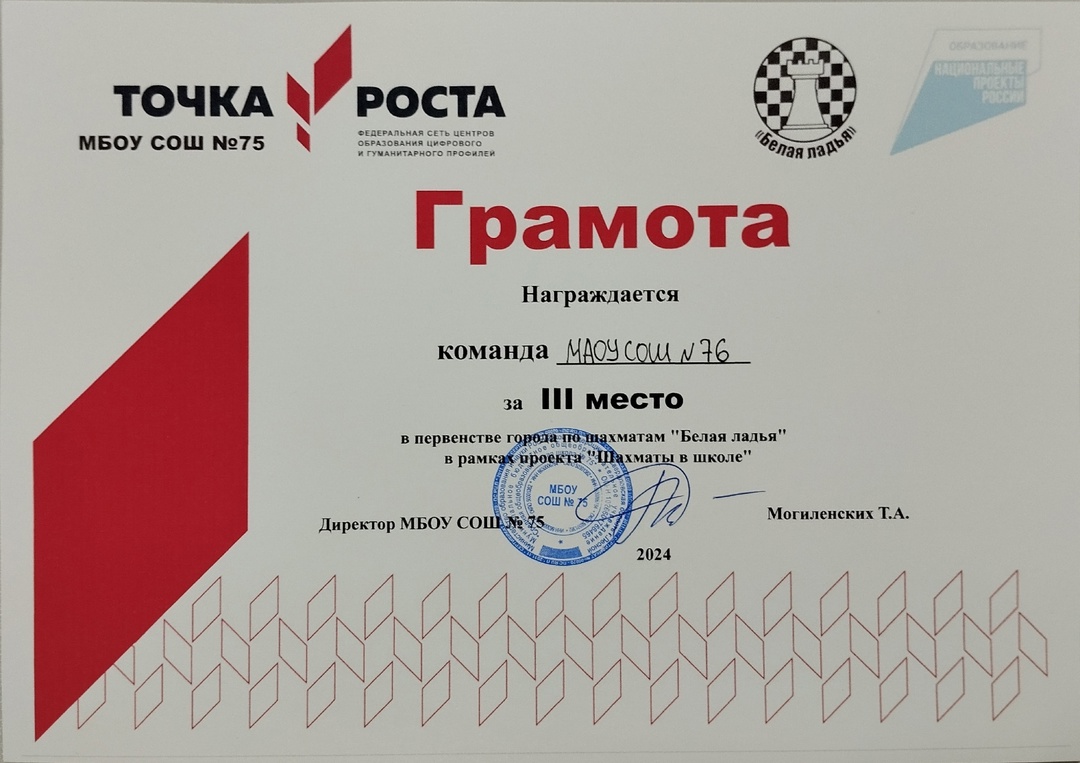 ТОЧКА РОСТА
МБОУ СОШ №75
ФЕДЕРАЛЬНАЯ СЕТЬ ЦЕНТРОВ
ОБРАЗОВАНИЯ ЦИФРОВОГО
И ГУМАНИТАРНОГО ПРОФИЛЕЙ
«Белая ладья»
ОБРАЗОВАНИЕ
НАЦИОНАЛЬНЫЕ
ПРОЕКТЫ
РОССИИ
Грамота
Награждается
команда МАОУ СОШ №76
за III место
в первенстве города по шахматам "Белая ладья"
в рамках проекта "Шахматы в школе"
МБОУ
СОШ № 75
Директор МБОУ СОШ № 75
Могиленских Т.А.
2024